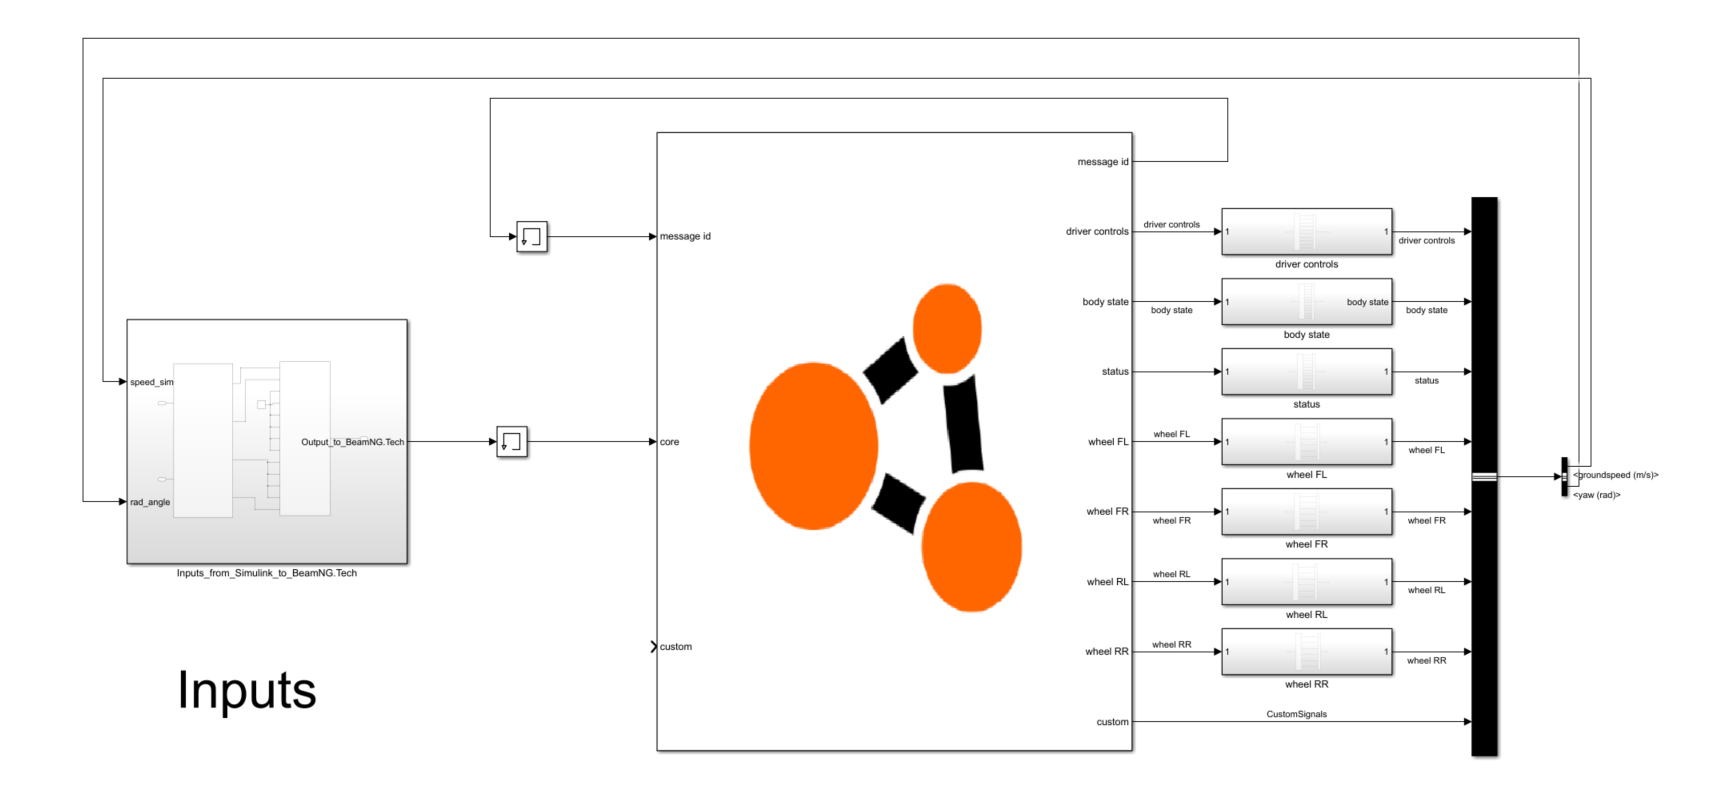 message id
driver controls
driver controls
1
1
driver controls
driver controls
message id
body state
body state
1
body state
body state
body state
status
1
1
status
status
speed_sim
Output_to_BeamNG.Tech
rad_angle
Inputs_from_Simulink_to_BeamNG.Tech
core
wheel FL
wheel FL
1
1
wheel FL
wheel FL
<groundspeed (m/s)>
<yaw (rad)>
wheel FR
wheel FR
1
1
wheel FR
wheel FR
wheel RL
wheel RL
1
1
wheel RL
wheel RL
custom
wheel RR
wheel RR
1
1
wheel RR
wheel RR
Inputs
custom
CustomSignals